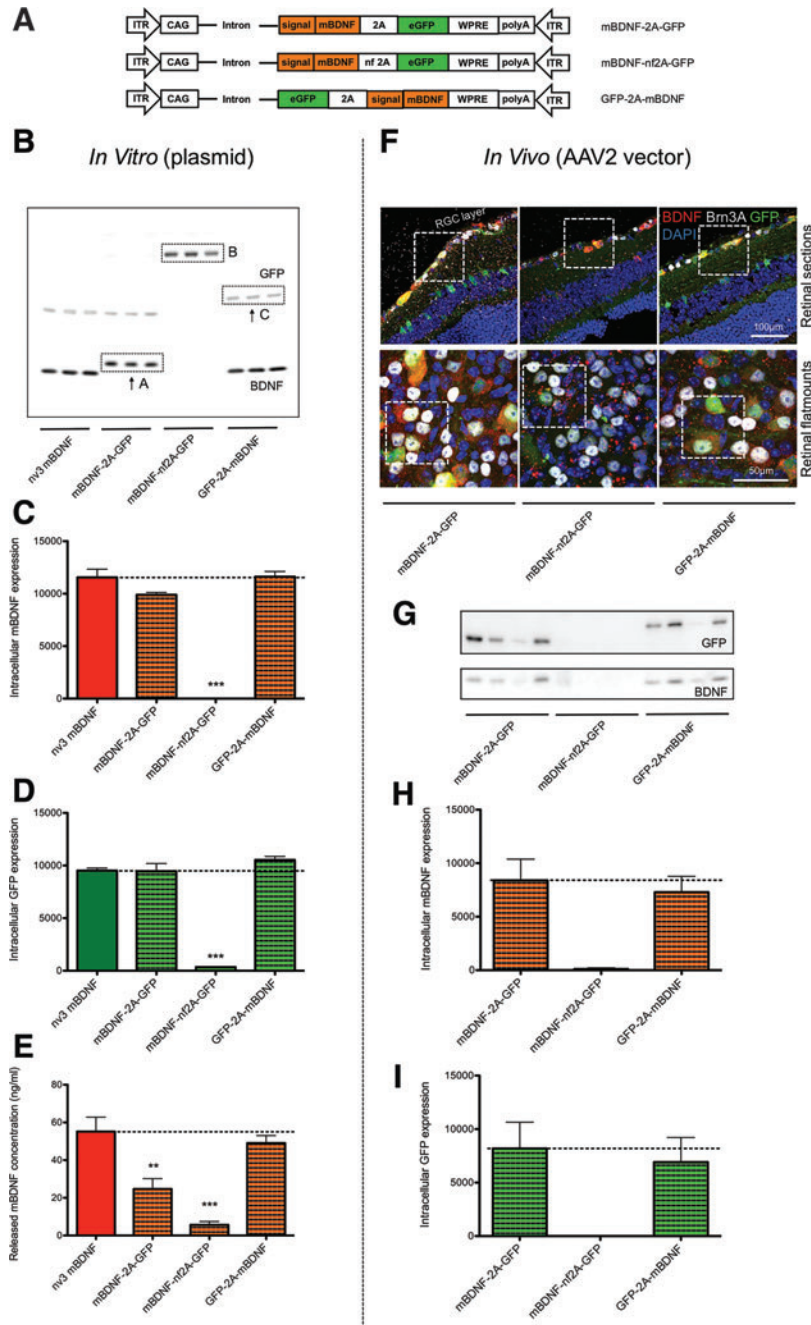 A
ITR CAG Intron signal mBDNF 2A eGFP WPRE polyA ITR mBDNF-2A-GFP
ITR CAG Intron signal mBDNF nf 2A eGFP WPRE polyA ITR mBDNF-nf2A-GFP
ITR CAG Intron eGFP 2A signal mBDNF WPRE polyA ITR GFP-2A-mBDNF
B
In Vitro (plasmid)
B
GFP
C
A
BDNF
nv3 mBDNF
mBDNF-2A-GFP
mBDNF-nf2A-GFP
GFP-2A-mBDNF
C
Intracellular mBDNF expression
15000
10000
5000
0
***
nv3 mBDNF
mBDNF-2A-GFP
mBDNF-nf2A-GFP
GFP-2A-mBDNF
D
Intracellular GFP expression
15000
10000
5000
0
***
nv3 mBDNF
mBDNF-2A-GFP
mBDNF-nf2A-GFP
GFP-2A-mBDNF
E
Released mBDNF concentration (ng/ml)
80
60
40
20
0
**
***
nv3 mBDNF
mBDNF-2A-GFP
mBDNF-nf2A-GFP
GFP-2A-mBDNF
F
In Vivo (AAV2 vector)
RGC layer
BDNF Brn3A GFP
DAPI
100µm
Retinal sections
50µm
Retinal flatmounts
mBDNF-2A-GFP
mBDNF-nf2A-GFP
GFP-2A-mBDNF
G
GFP
BDNF
mBDNF-2A-GFP
mBDNF-nf2A-GFP
GFP-2A-mBDNF
H
Intracellular mBDNF expression
15000
10000
5000
0
mBDNF-2A-GFP
mBDNF-nf2A-GFP
GFP-2A-mBDNF
I
Intracellular GFP expression
15000
10000
5000
0
mBDNF-2A-GFP
mBDNF-nf2A-GFP
GFP-2A-mBDNF